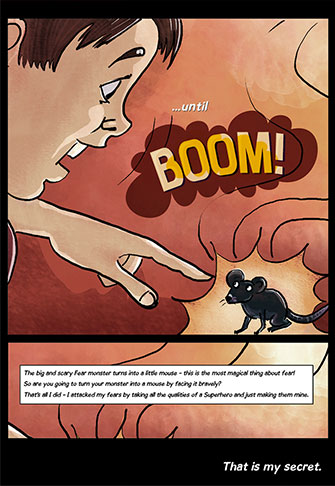 ...until
BOOM!
The big and scary Fear monster turns into a little mouse - this is the most magical thing about fear!
So are you going to turn your monster into a mouse by facing it bravely?
That's all I did - I attacked my fears by taking all the qualities of a Superhero and just making them mine.
That is my secret.